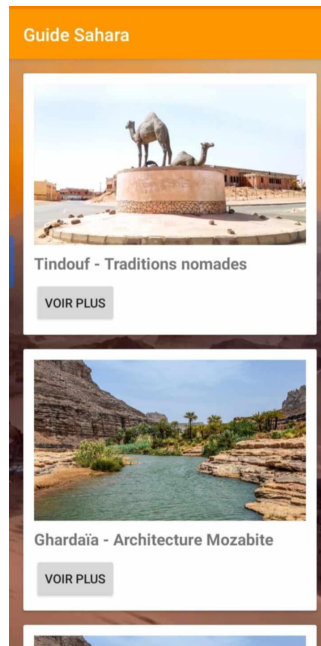 Guide Sahara
Tindouf - Traditions nomades
VOIR PLUS
Ghardaïa - Architecture Mozabite
VOIR PLUS